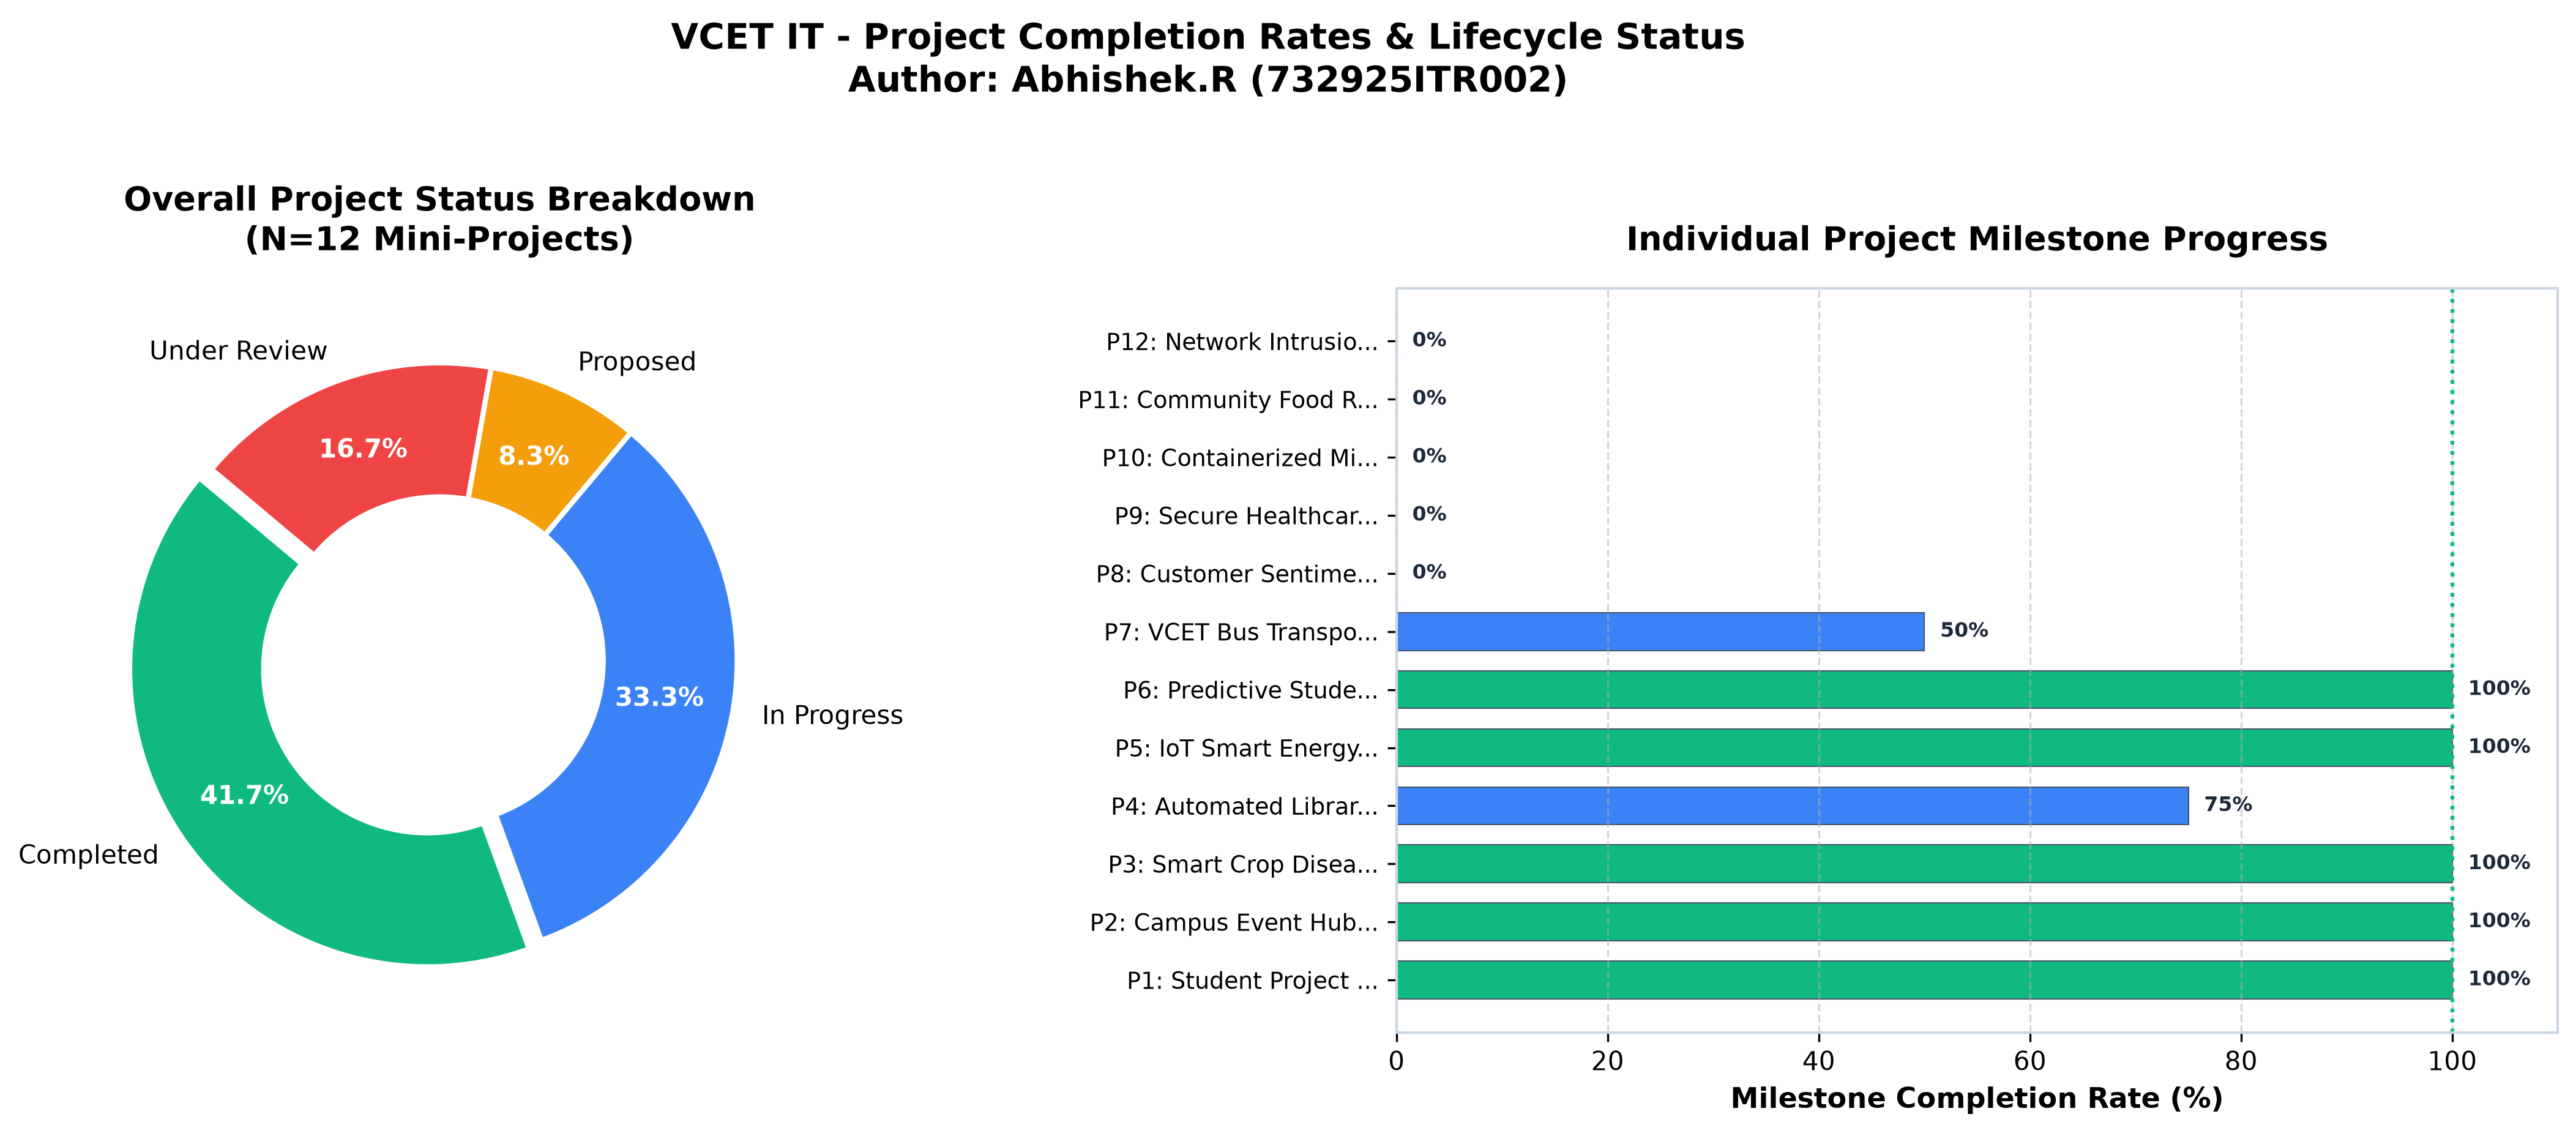 VCET IT - Project Completion Rates & Lifecycle Status
Author: Abhishek.R (732925ITR002)
Overall Project Status Breakdown
(N=12 Mini-Projects)
Under Review
Proposed
16.7%
8.3%
33.3%
In Progress
41.7%
Completed
Individual Project Milestone Progress
P12: Network Intrusio... 0%
P11: Community Food R... 0%
P10: Containerized Mi... 0%
P9: Secure Healthcar... 0%
P8: Customer Sentime... 0%
P7: VCET Bus Transpo... 50%
P6: Predictive Stude... 100%
P5: IoT Smart Energy... 100%
P4: Automated Librar... 75%
P3: Smart Crop Disea... 100%
P2: Campus Event Hub... 100%
P1: Student Project ... 100%
0 20 40 60 80 100
Milestone Completion Rate (%)